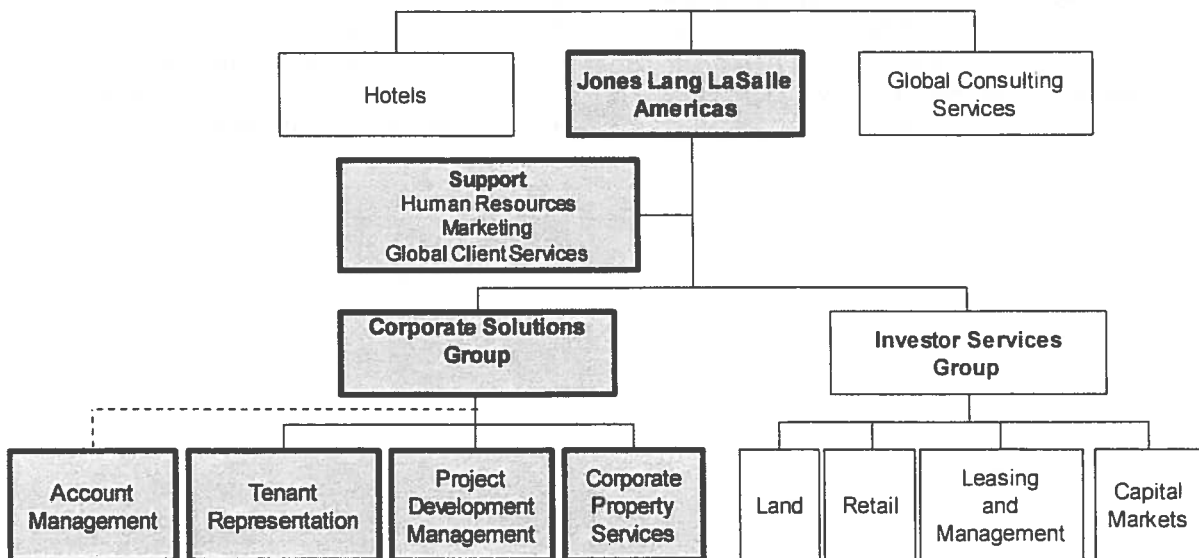 Hotels
Jones Lang LaSalle
Americas
Global Consulting
Services
Support
Human Resources
Marketing
Global Client Services
Corporate Solutions
Group
Investor Services
Group
Account
Management
Tenant
Representation
Project
Development
Management
Corporate
Property
Services
Land
Retail
Leasing
and
Management
Capital
Markets